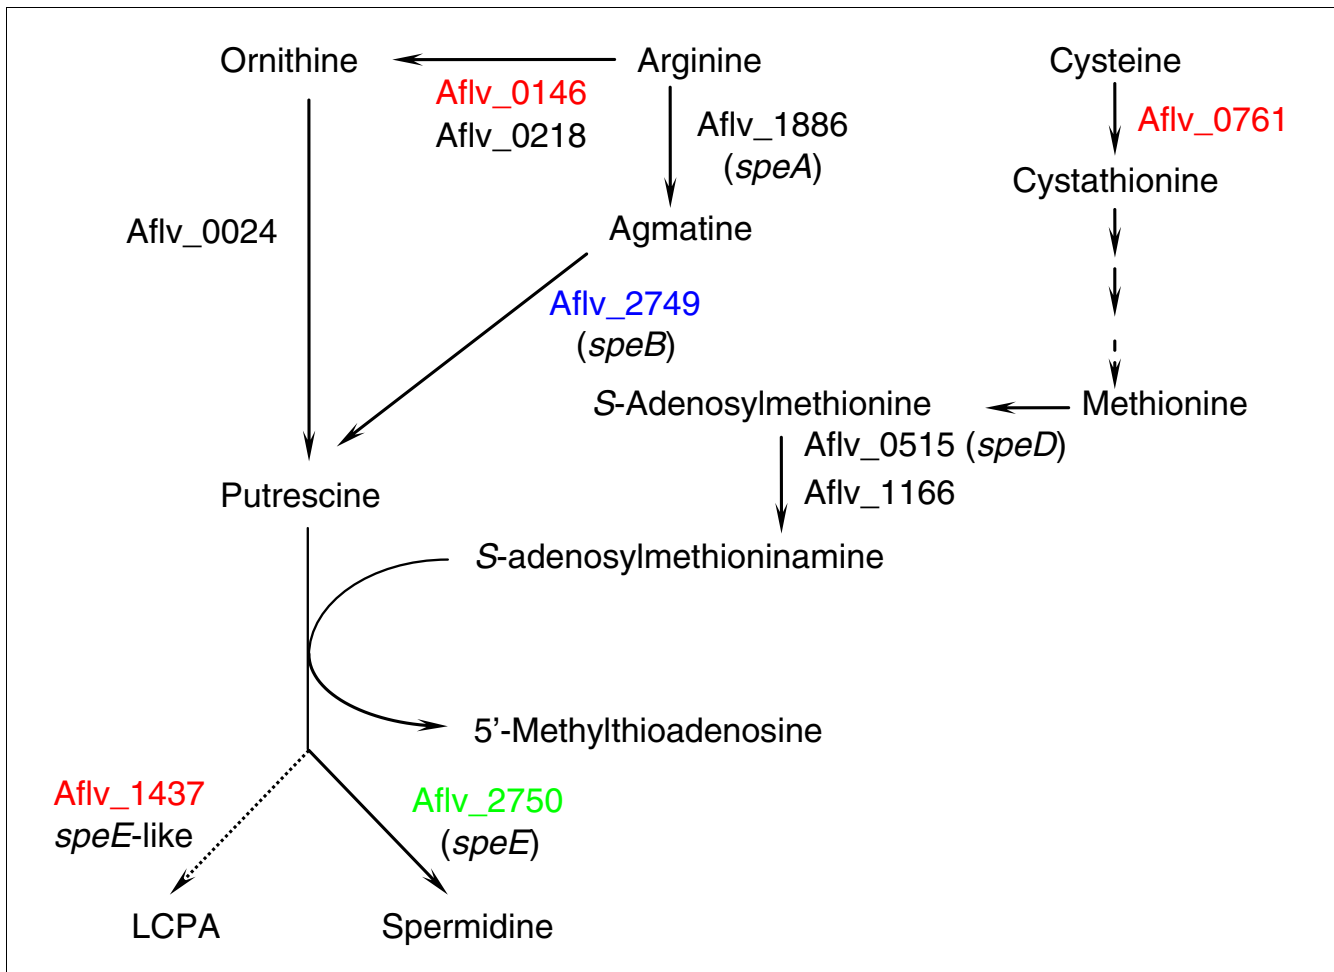 Ornithine
Arginine
Cysteine
Aflv_0146
Aflv_0218
Aflv_1886
(speA)
Aflv_0761
Cystathionine
Aflv_0024
Agmatine
Aflv_2749
(speB)
S-Adenosylmethionine
Methionine
Aflv_0515 (speD)
Aflv_1166
Putrescine
S-adenosylmethioninamine
5’-Methylthioadenosine
Aflv_1437
speE-like
Aflv_2750
(speE)
LCPA
Spermidine